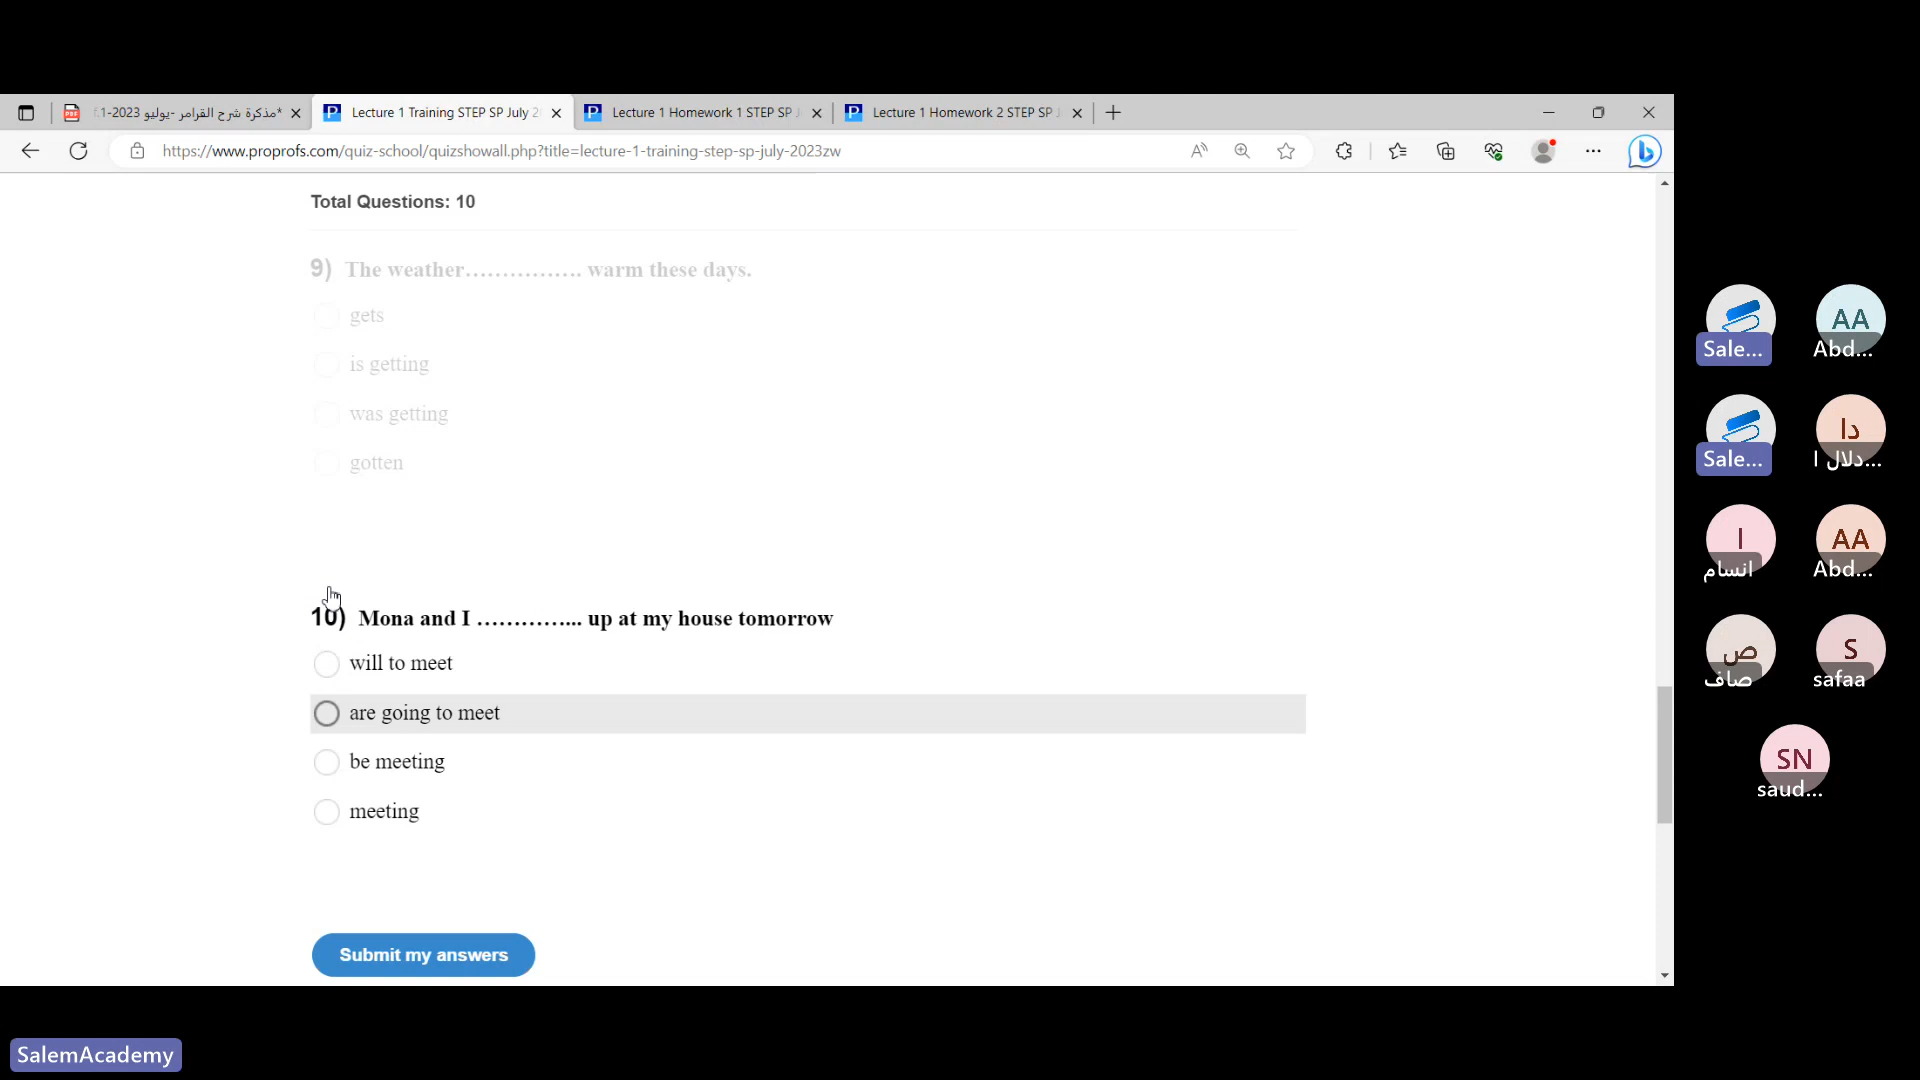 *مذكرة شرح القرامر -يوليو 2023-1
Lecture 1 Training STEP SP July 2
Lecture 1 Homework 1 STEP SP J
Lecture 1 Homework 2 STEP SP J
https://www.proprofs.com/quiz-school/quizshowall.php?title=lecture-1-training-step-sp-july-2023zw
Total Questions: 10
9) The weather……………. warm these days.
gets
is getting
was getting
gotten
10) Mona and I ………….. up at my house tomorrow
will to meet
are going to meet
be meeting
meeting
Submit my answers
Sale...
AA
Abd...
Sale...
دا
دلال ا...
ا
انسام
AA
Abd...
ص
صاف
S
safaa
SN
saud...
SalemAcademy